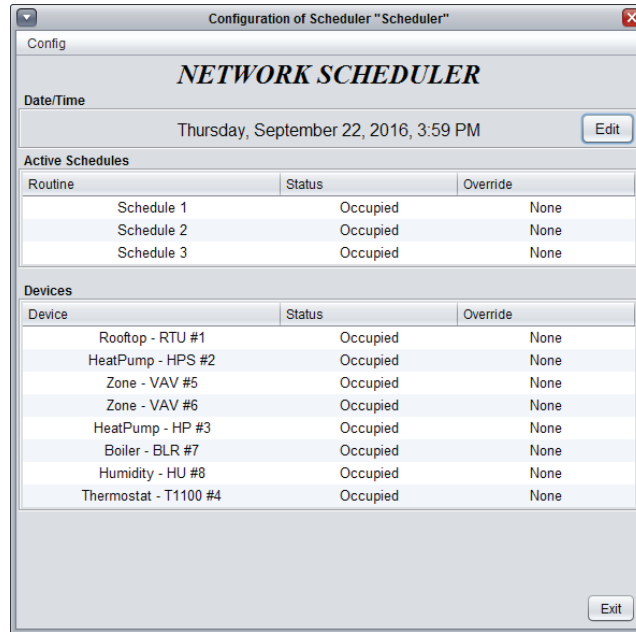 Configuration of Scheduler "Scheduler"
Config
NETWORK SCHEDULER
Date/Time
Thursday, September 22, 2016, 3:59 PM Edit
Active Schedules
Routine Status Override
Schedule 1 Occupied None
Schedule 2 Occupied None
Schedule 3 Occupied None
Devices
Device Status Override
Rooftop - RTU #1 Occupied None
HeatPump - HPS #2 Occupied None
Zone - VAV #5 Occupied None
Zone - VAV #6 Occupied None
HeatPump - HP #3 Occupied None
Boiler - BLR #7 Occupied None
Humidity - HU #8 Occupied None
Thermostat - T1100 #4 Occupied None
Exit